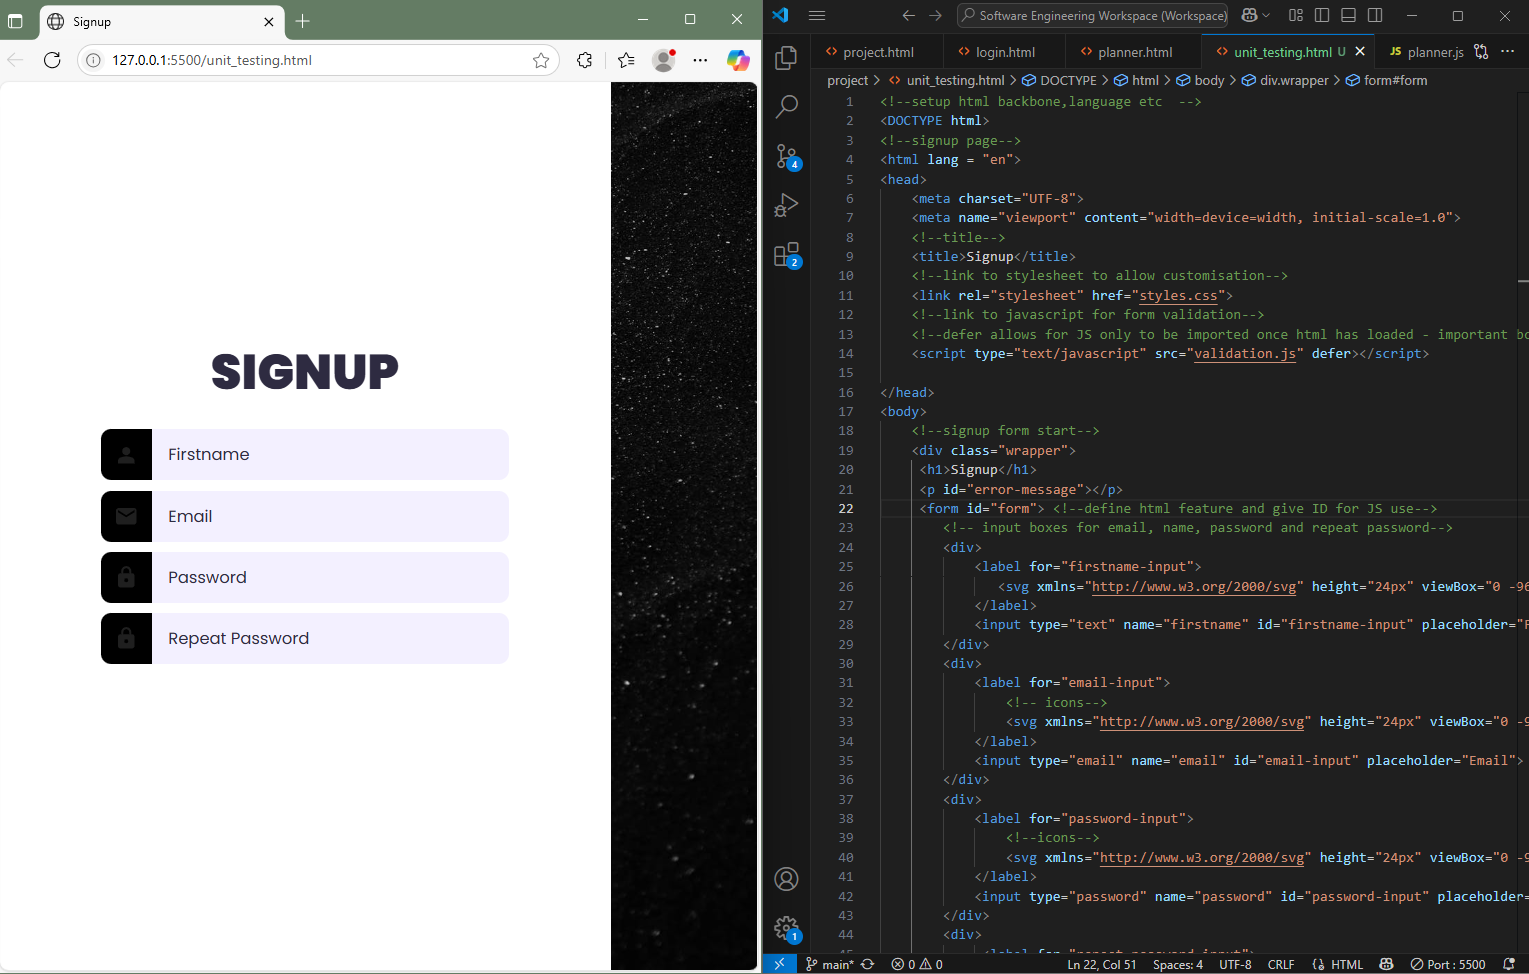 Signup
127.0.0.1:5500/unit_testing.html
SIGNUP
Firstname
Email
Password
Repeat Password
Software Engineering Workspace (Workspace)
project.html
login.html
planner.html
unit_testing.html U
JS planner.js
project > unit_testing.html > DOCTYPE > html > body > div.wrapper > form#form
1 <!--setup html backbone,language etc  -->
2 <DOCTYPE html>
3 <!--signup page-->
4 <html lang = "en">
5 <head>
6 <meta charset="UTF-8">
7 <meta name="viewport" content="width=device=width, initial-scale=1.0">
8 <!--title-->
9 <title>Signup</title>
10 <!--link to stylesheet to allow customisation-->
11 <link rel="stylesheet" href="styles.css">
12 <!--link to javascript for form validation-->
13 <!--defer allows for JS only to be imported once html has loaded - important bo
14 <script type="text/javascript" src="validation.js" defer></script>
15
16 </head>
17 <body>
18 <!--signup form start-->
19 <div class="wrapper">
20 <h1>Signup</h1>
21 <p id="error-message"></p>
22 <form id="form"> <!--define html feature and give ID for JS use-->
23 <!-- input boxes for email, name, password and repeat password-->
24 <div>
25 <label for="firstname-input">
26 <svg xmlns="http://www.w3.org/2000/svg" height="24px" viewBox="0 -96
27 </label>
28 <input type="text" name="firstname" id="firstname-input" placeholder="F
29 </div>
30 <div>
31 <label for="email-input">
32 <!-- icons-->
33 <svg xmlns="http://www.w3.org/2000/svg" height="24px" viewBox="0 -9
34 </label>
35 <input type="email" name="email" id="email-input" placeholder="Email">
36 </div>
37 <div>
38 <label for="password-input">
39 <!--icons-->
40 <svg xmlns="http://www.w3.org/2000/svg" height="24px" viewBox="0 -9
41 </label>
42 <input type="password" name="password" id="password-input" placeholder=
43 </div>
44 <div>
4
2
1
main* 0 0 Ln 22, Col 51 Spaces: 4 UTF-8 CRLF {} HTML Port : 5500